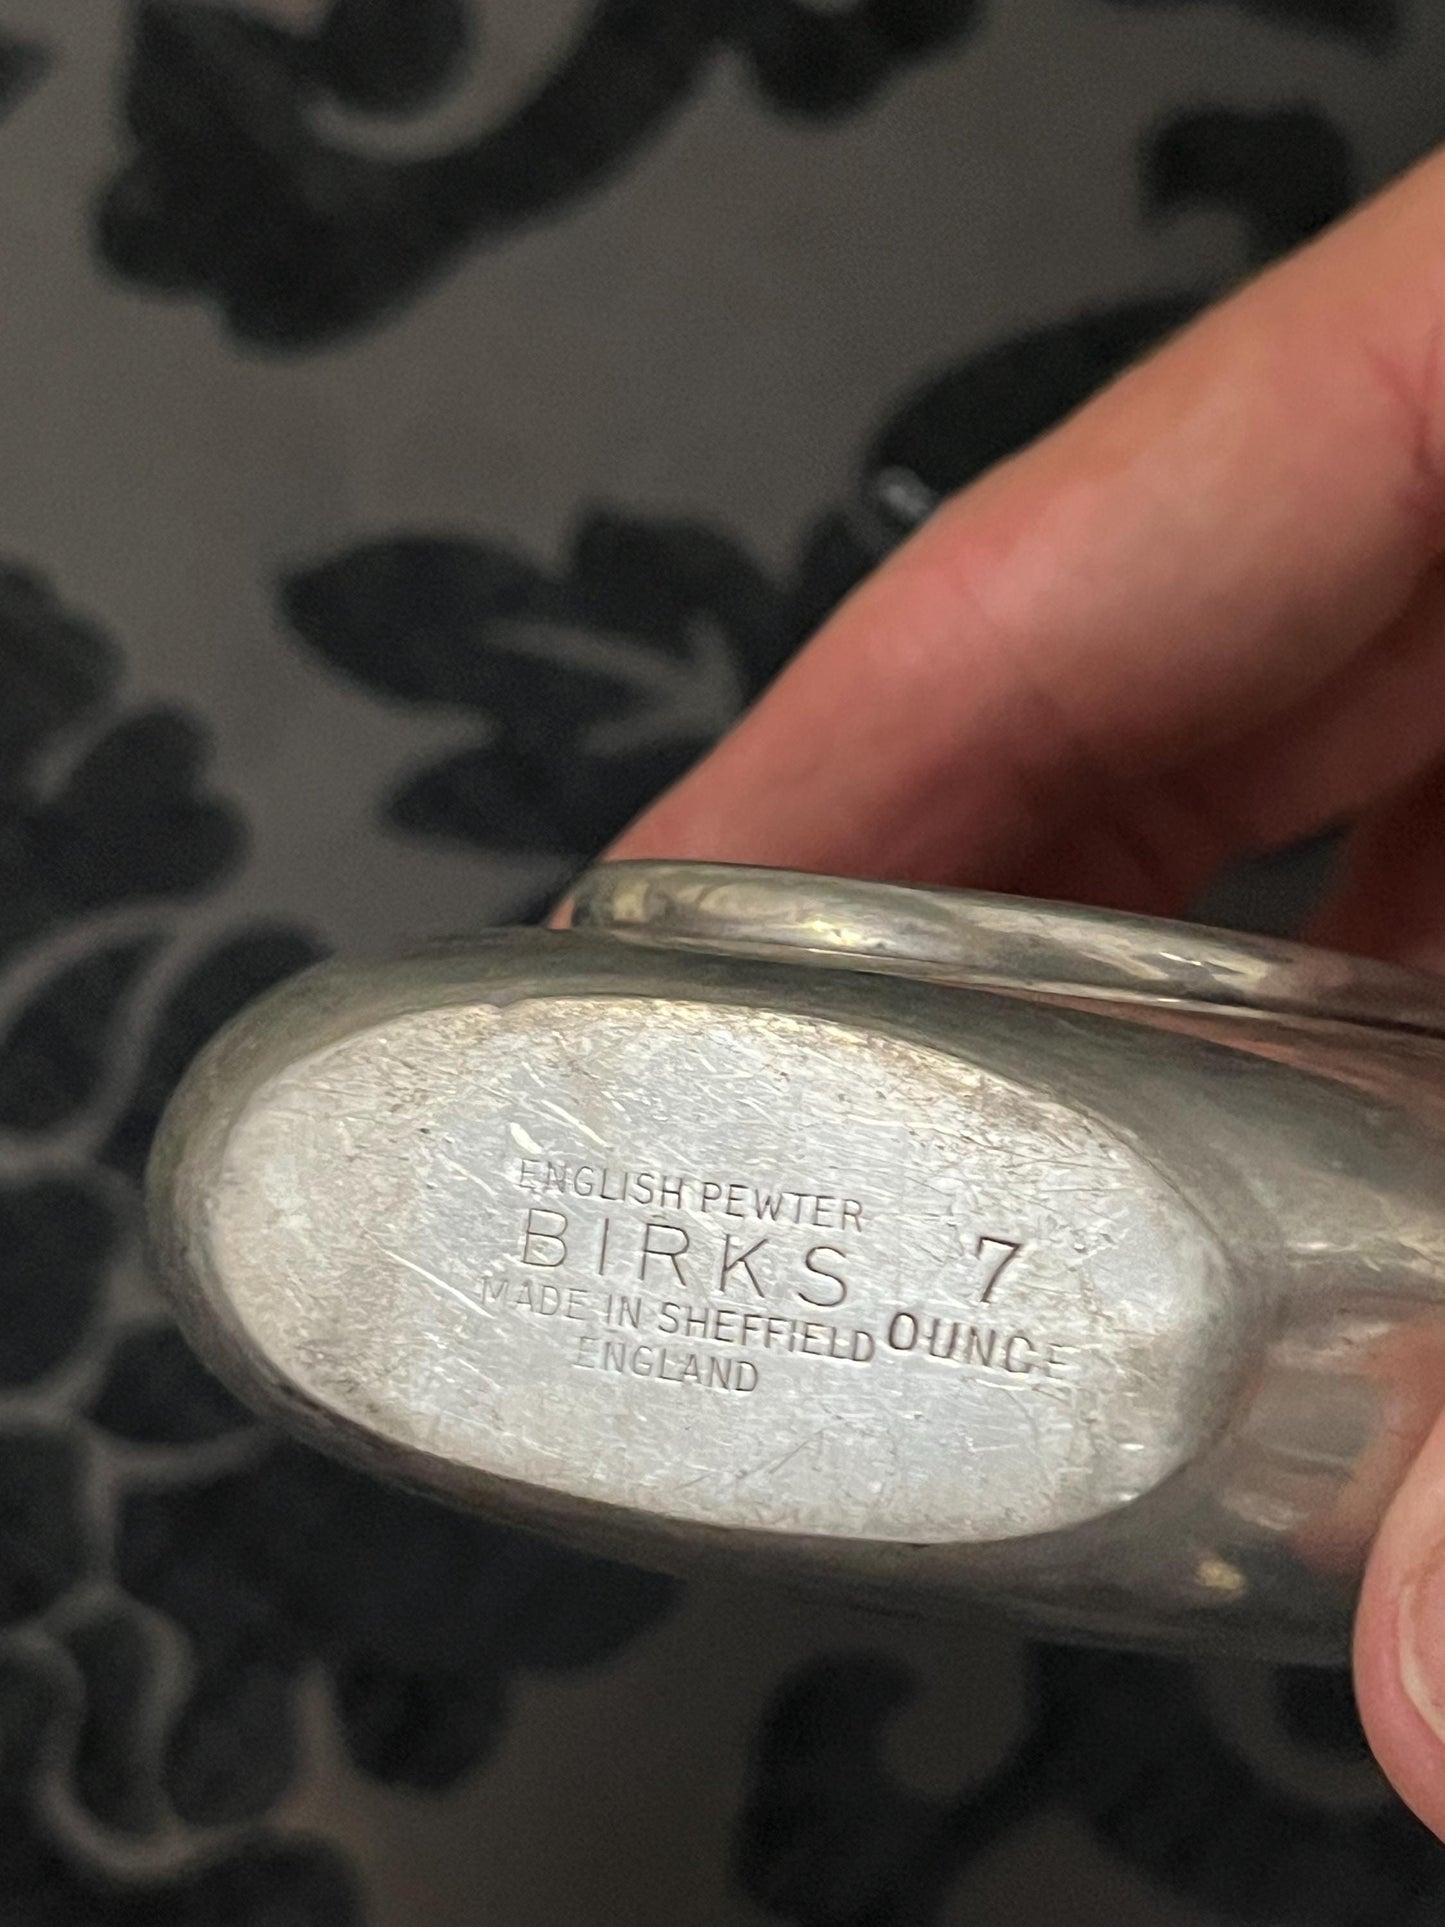 ENGLISH PEWTER
BIRKS
MADE IN SHEFFIELD
ENGLAND
7
OUNCE